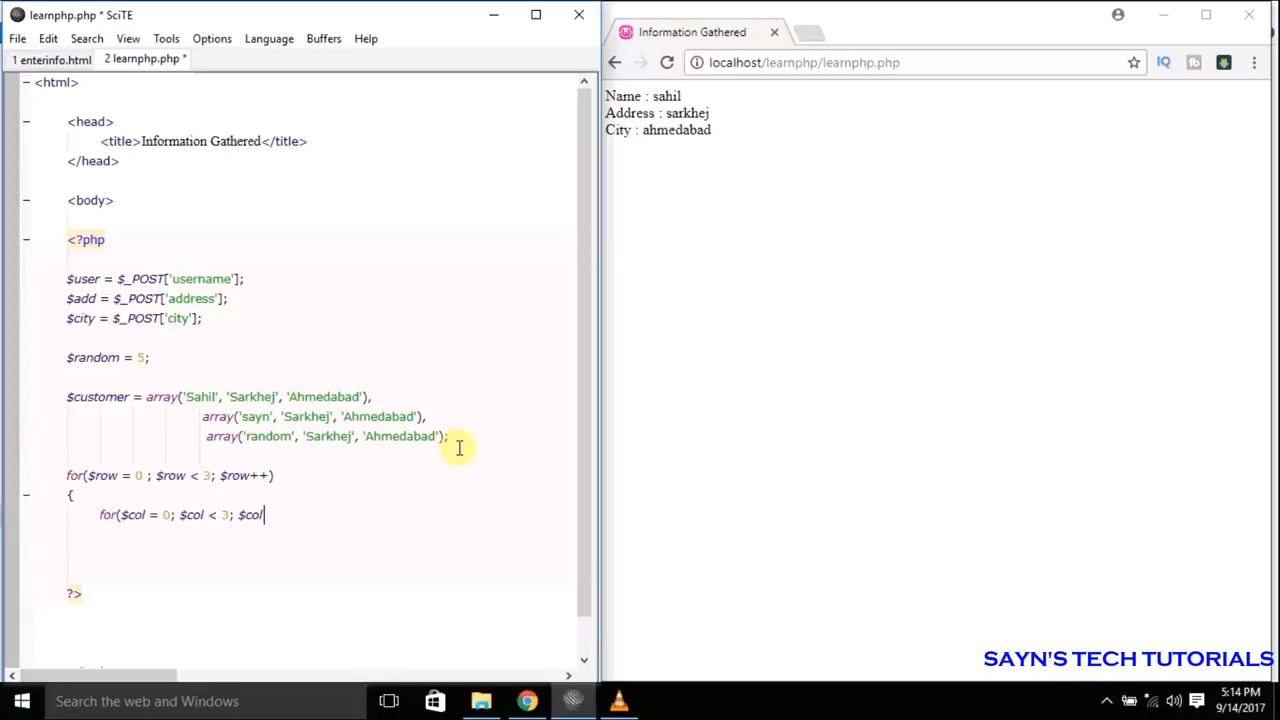 learnphp.php * SciTE
File Edit Search View Tools Options Language Buffers Help
1 enterinfo.html 2 learnphp.php *
<html>
<head>
<title>Information Gathered</title>
</head>
<body>
<?php
$user = $_POST['username'];
$add = $_POST['address'];
$city = $_POST['city'];
$random = 5;
$customer = array('Sahil', 'Sarkhej', 'Ahmedabad'),
array('sayn', 'Sarkhej', 'Ahmedabad'),
array('random', 'Sarkhej', 'Ahmedabad');
for($row = 0 ; $row < 3; $row++)
{
for($col = 0; $col < 3; $col
?>
Information Gathered
localhost/learnphp/learnphp.php
IQ
Name : sahil
Address : sarkhej
City : ahmedabad
SAYN'S TECH TUTORIALS
Search the web and Windows
5:14 PM
9/14/2017